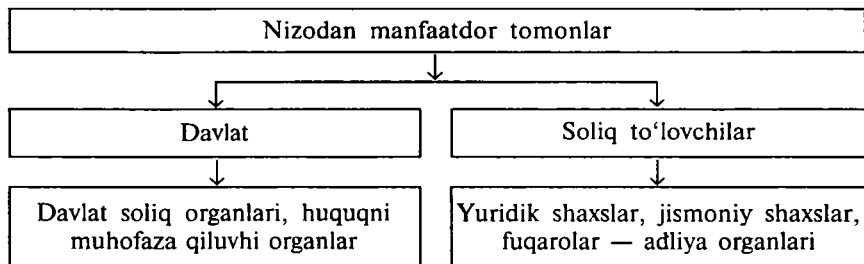 Nizodan manfaatdor tomonlar
Davlat
Soliq to‘lovchilar
Davlat soliq organlari, huquqni
muhofaza qiluvhi organlar
Yuridik shaxslar, jismoniy shaxslar,
fuqarolar — adliya organlari